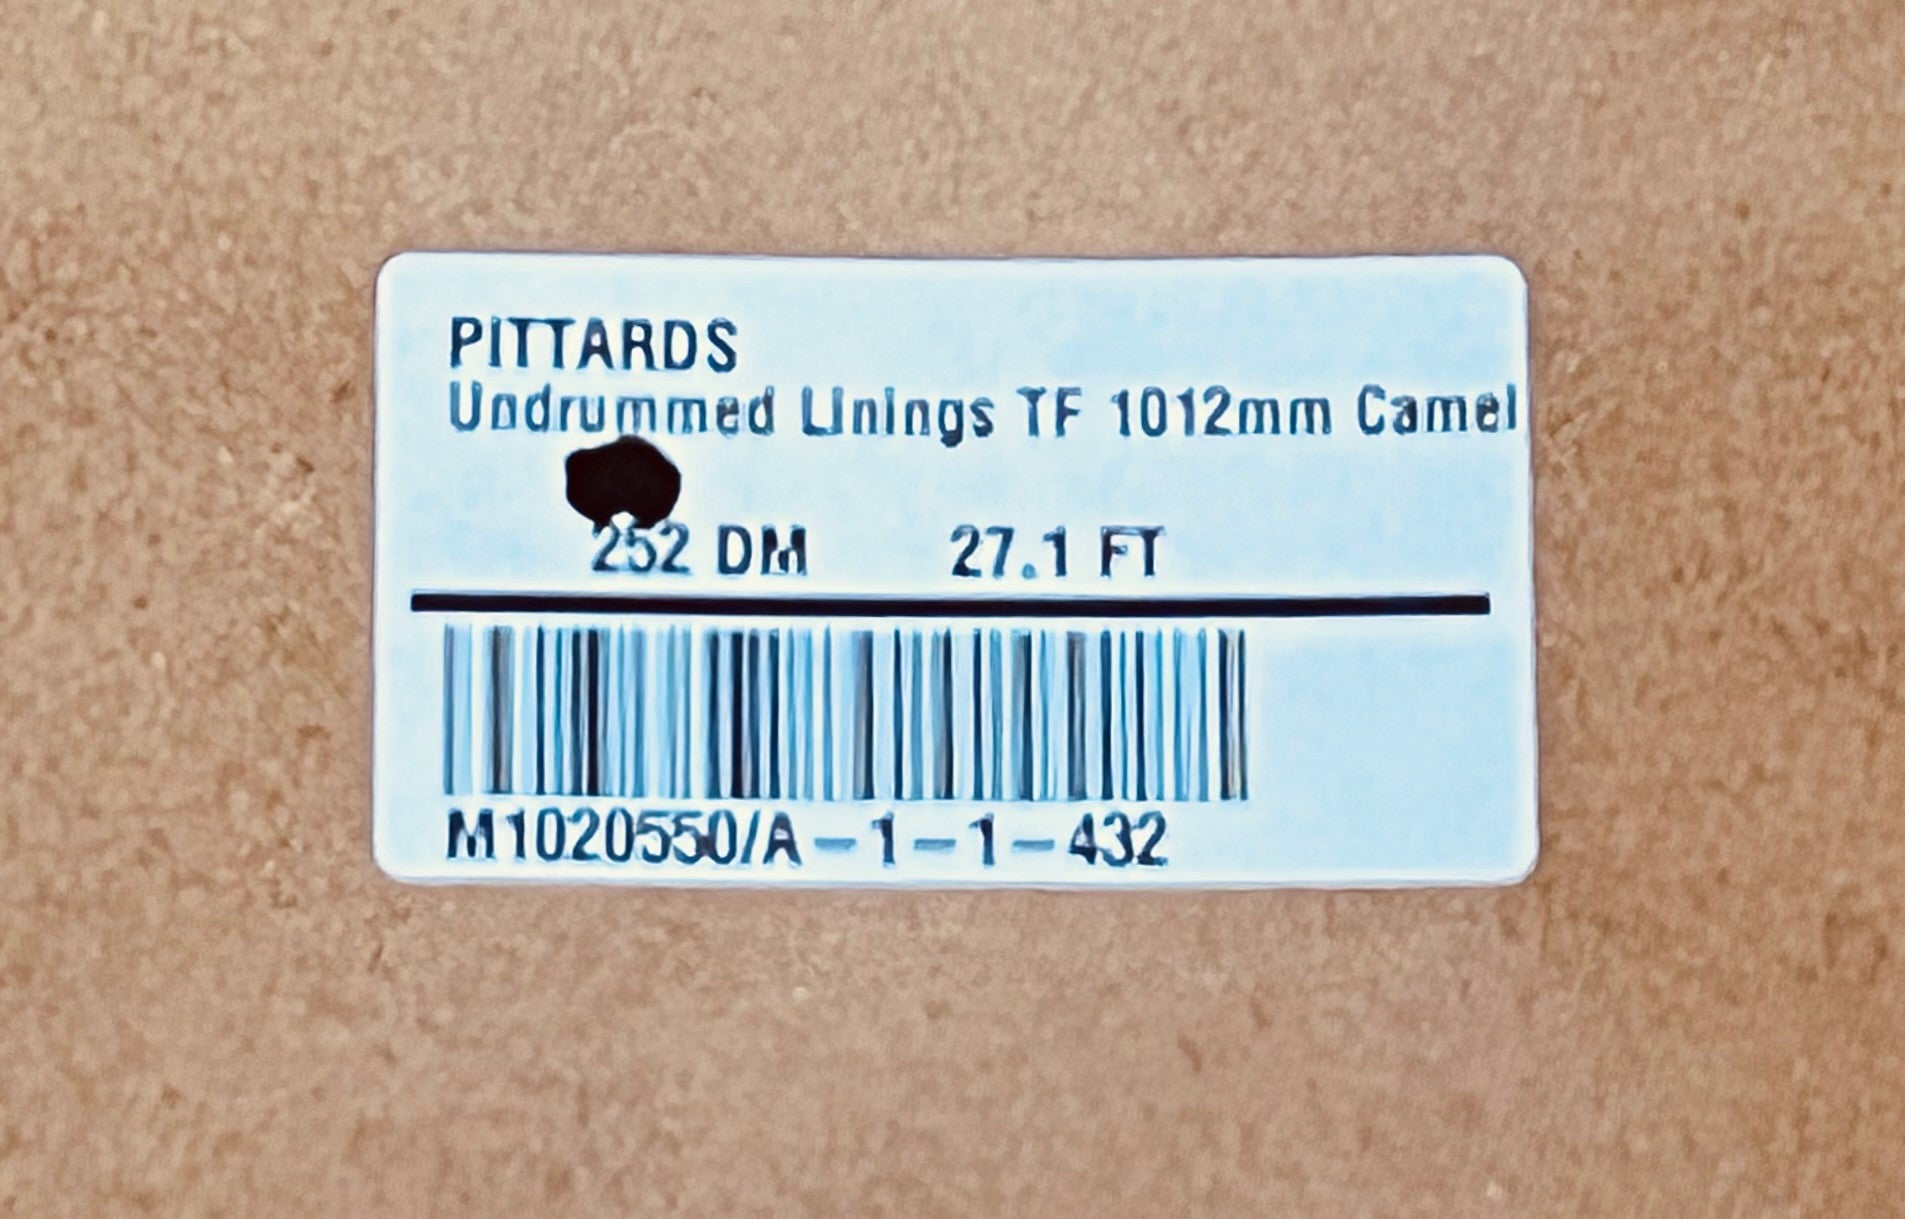 PITTARDS
Undrummed Linings TF 1012mm Camel
252 DM 27.1 FT
M1020550/A-1-1-432